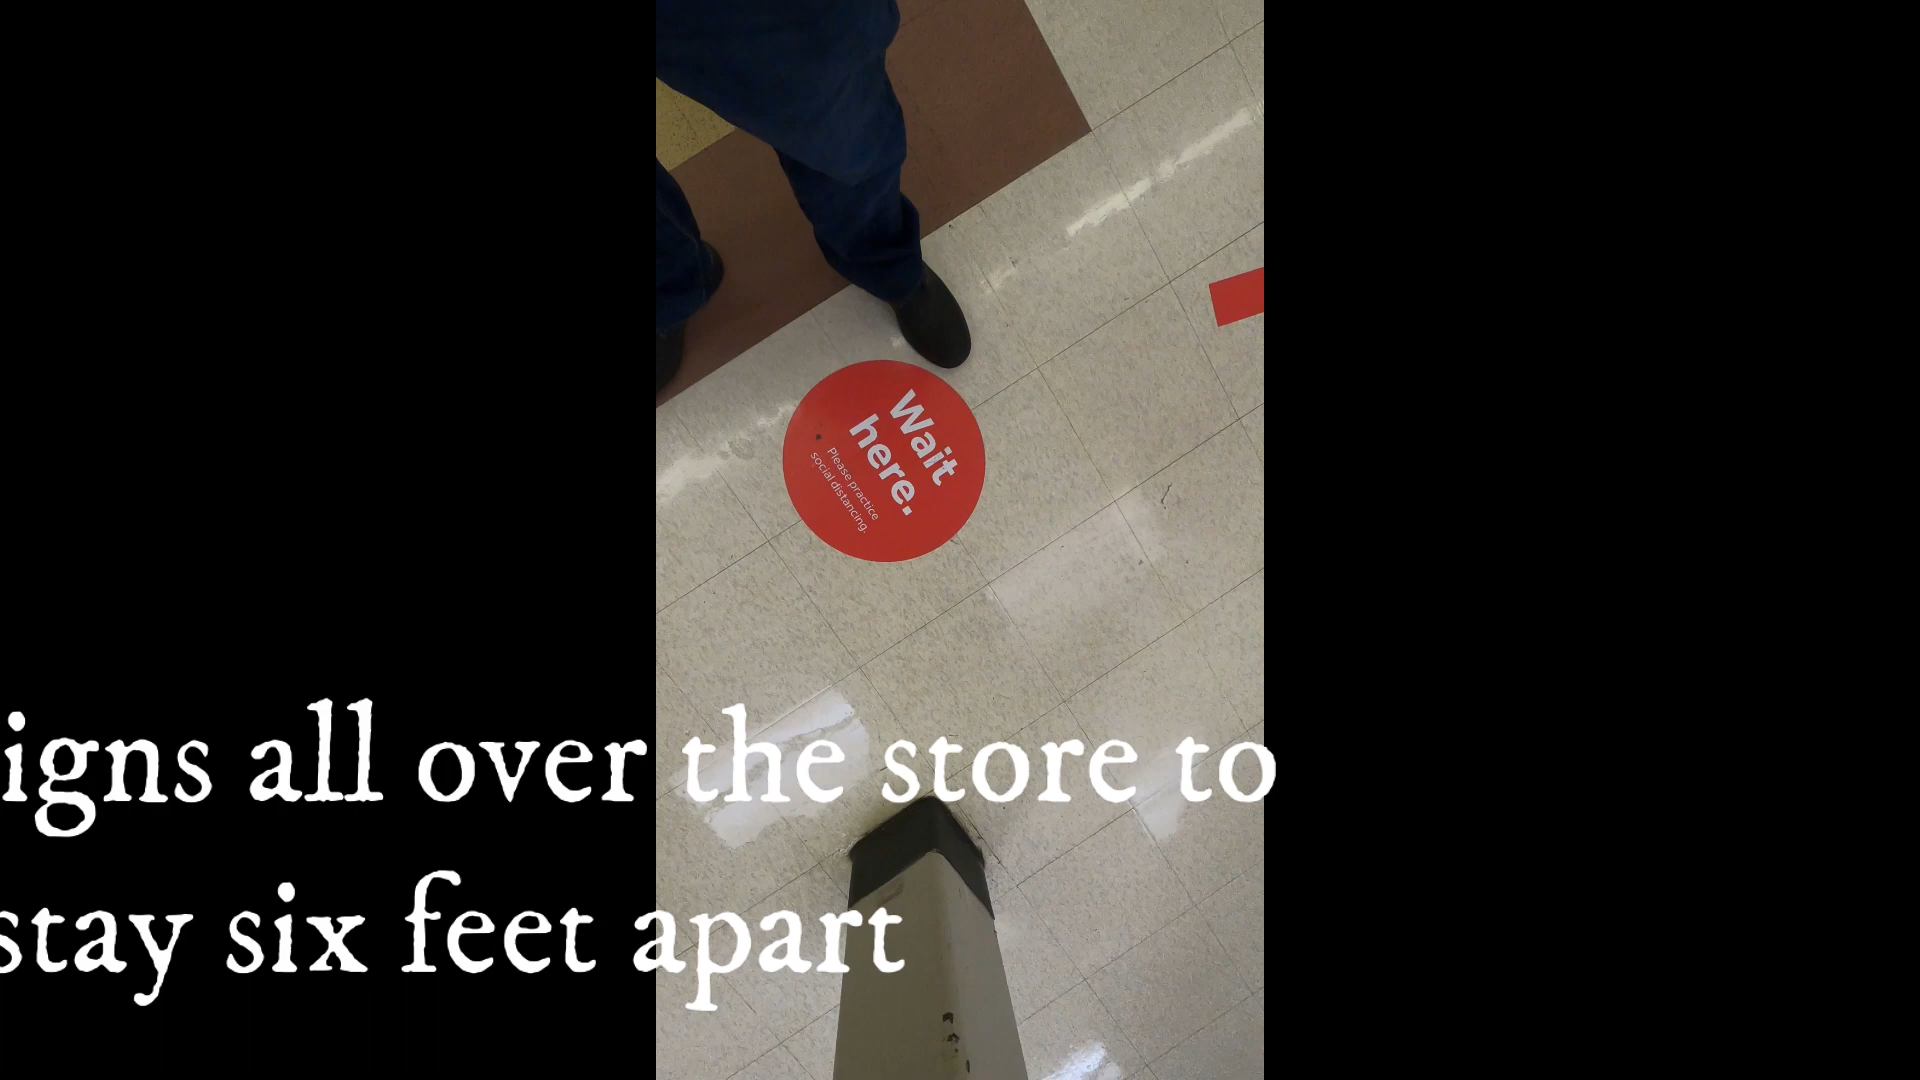 Wait
here.
Please practice
social distancing.
igns all over the store to
stay six feet apart